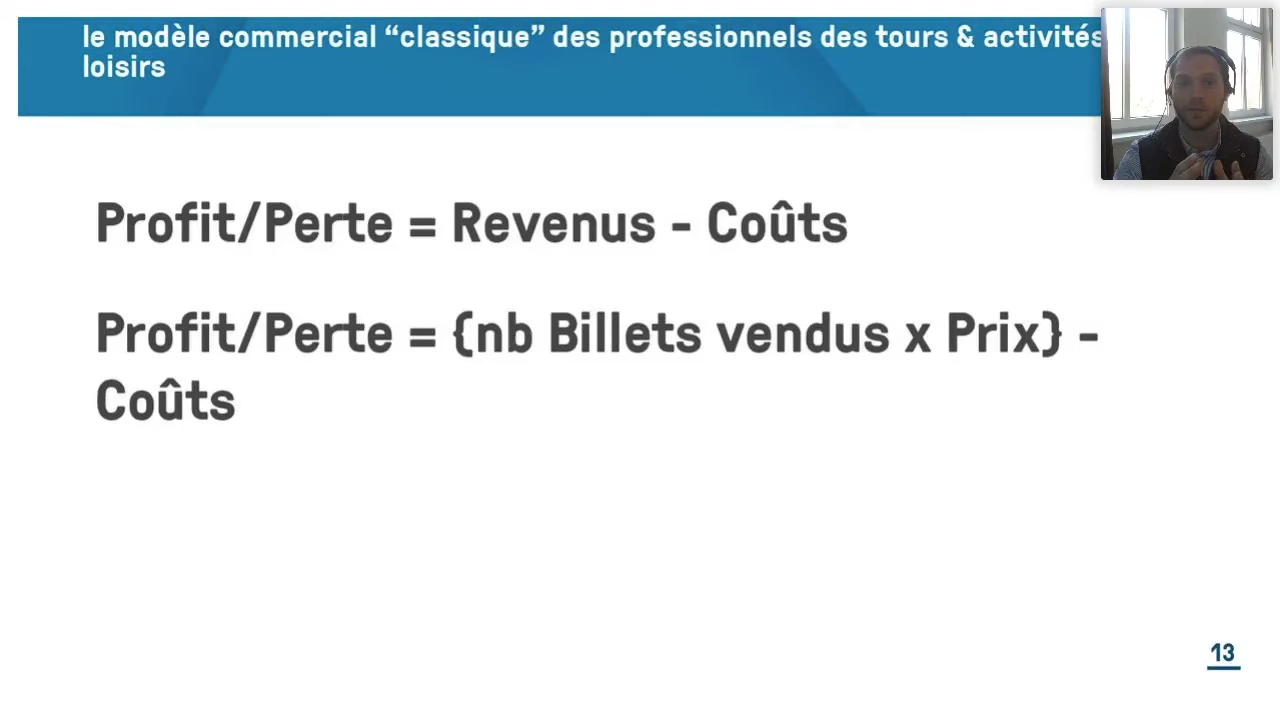 le modèle commercial “classique” des professionnels des tours & activités
loisirs
Profit/Perte = Revenus - Coûts
Profit/Perte = {nb Billets vendus x Prix} -
Coûts
13